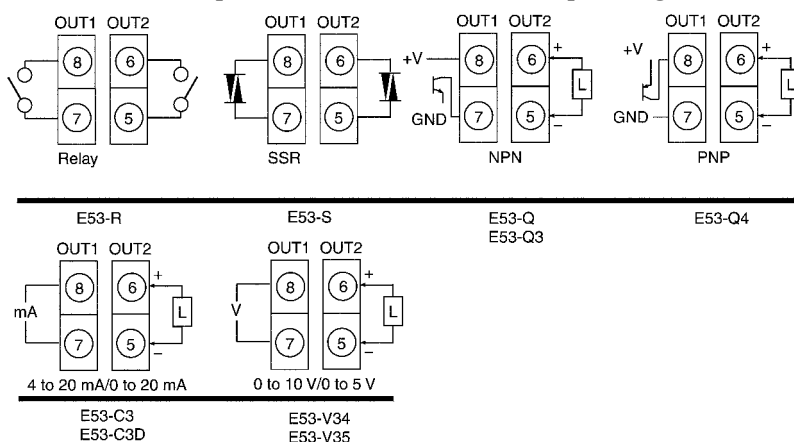 OUT1 OUT2
8 6
7 5
Relay
OUT1 OUT2
8 6
7 5
SSR
OUT1 OUT2
+V 8 6 + L
GND 7 5 −
NPN
OUT1 OUT2
+V 8 6 + L
GND 7 5 −
PNP
E53-R
E53-S
E53-Q
E53-Q3
E53-Q4
OUT1 OUT2
8 6 +
mA L
7 5 −
4 to 20 mA/0 to 20 mA
OUT1 OUT2
8 6 +
V L
7 5 −
0 to 10 V/0 to 5 V
E53-C3
E53-C3D
E53-V34
E53-V35